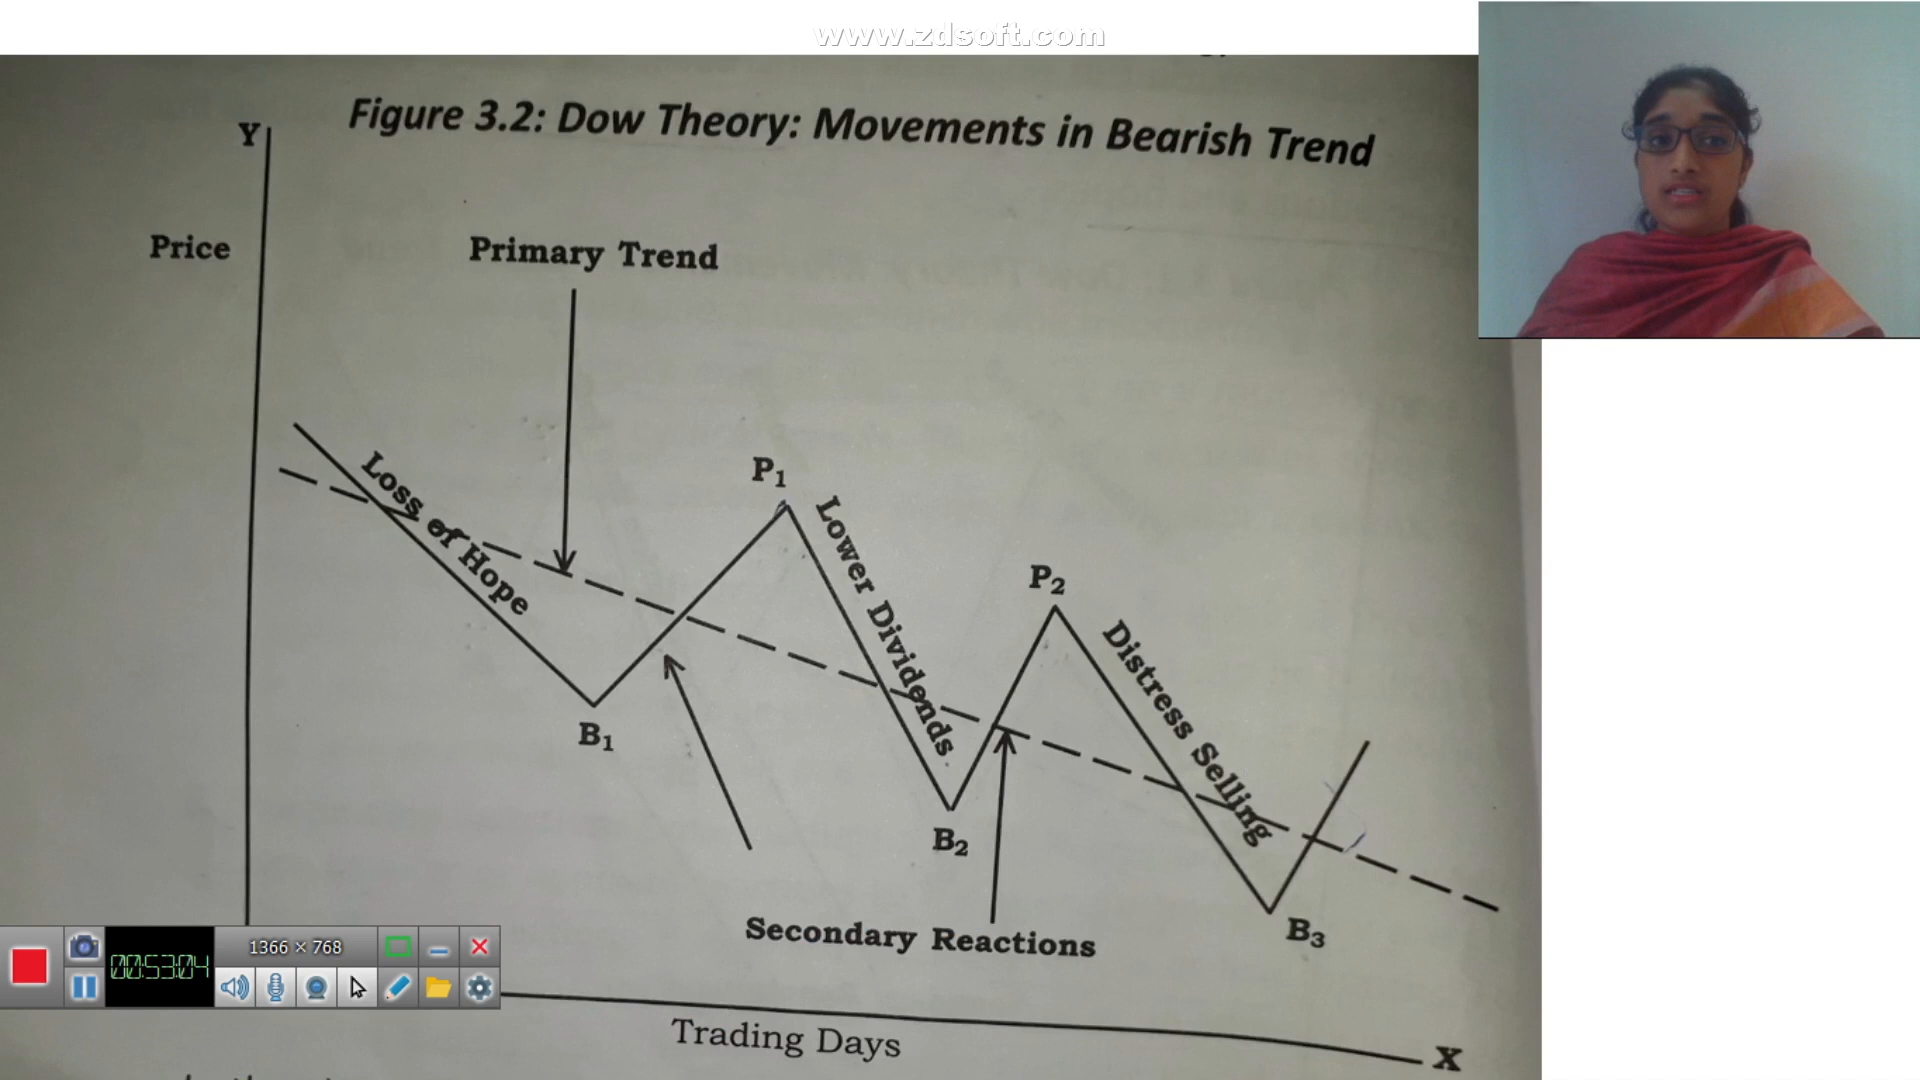 www.zdsoft.com
Figure 3.2: Dow Theory: Movements in Bearish Trend
Y
Price
Primary Trend
Loss of Hope
P1
Lower Dividends
P2
Distress Selling
B1
B2
B3
Secondary Reactions
1366 × 768
00:53:04
Trading Days
X